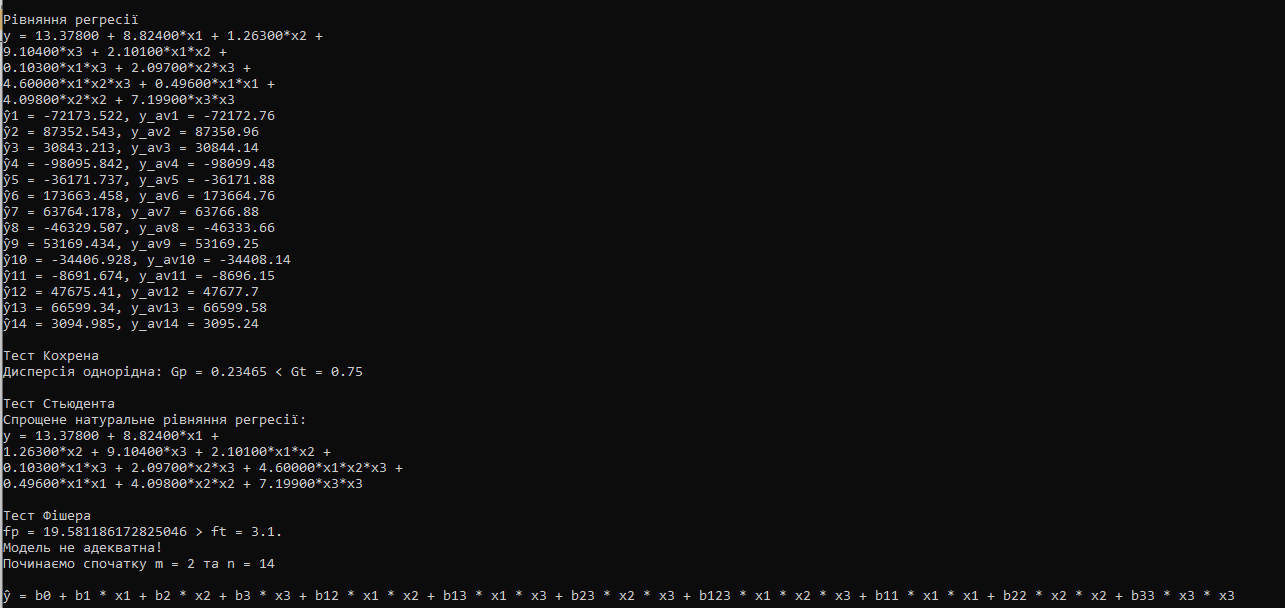 Рівняння регресії
y = 13.37800 + 8.82400*x1 + 1.26300*x2 +
9.10400*x3 + 2.10100*x1*x2 +
0.10300*x1*x3 + 2.09700*x2*x3 +
4.60000*x1*x2*x3 + 0.49600*x1*x1 +
4.09800*x2*x2 + 7.19900*x3*x3
ŷ1 = -72173.522, y_av1 = -72172.76
ŷ2 = 87352.543, y_av2 = 87350.96
ŷ3 = 30843.213, y_av3 = 30844.14
ŷ4 = -98095.842, y_av4 = -98099.48
ŷ5 = -36171.737, y_av5 = -36171.88
ŷ6 = 173663.458, y_av6 = 173664.76
ŷ7 = 63764.178, y_av7 = 63766.88
ŷ8 = -46329.507, y_av8 = -46333.66
ŷ9 = 53169.434, y_av9 = 53169.25
ŷ10 = -34406.928, y_av10 = -34408.14
ŷ11 = -8691.674, y_av11 = -8696.15
ŷ12 = 47675.41, y_av12 = 47677.7
ŷ13 = 66599.34, y_av13 = 66599.58
ŷ14 = 3094.985, y_av14 = 3095.24
Тест Кохрена
Дисперсія однорідна: Gp = 0.23465 < Gt = 0.75
Тест Стьюдента
Спрощене натуральне рівняння регресії:
y = 13.37800 + 8.82400*x1 +
1.26300*x2 + 9.10400*x3 + 2.10100*x1*x2 +
0.10300*x1*x3 + 2.09700*x2*x3 + 4.60000*x1*x2*x3 +
0.49600*x1*x1 + 4.09800*x2*x2 + 7.19900*x3*x3
Тест Фішера
fp = 19.581186172825046 > ft = 3.1.
Модель не адекватна!
Починаємо спочатку m = 2 та n = 14
ŷ = b0 + b1 * x1 + b2 * x2 + b3 * x3 + b12 * x1 * x2 + b13 * x1 * x3 + b23 * x2 * x3 + b123 * x1 * x2 * x3 + b11 * x1 * x1 + b22 * x2 * x2 + b33 * x3 * x3